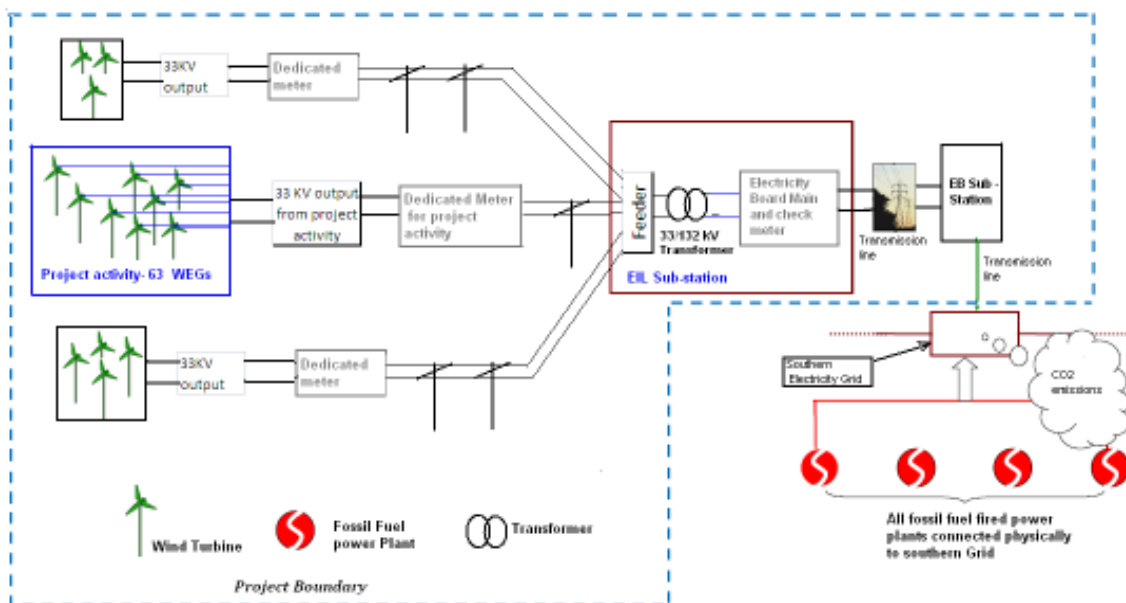 33KV
output
Dedicated
meter
33 KV output
from project
activity
Dedicated Meter
for project
activity
Project activity- 63 WEGs
33KV
output
Dedicated
meter
Feeder
33/132 kV
Transformer
Electricity
Board Main
and check
meter
EIL Sub-station
Transmission
line
EB Sub -
Station
Transmission
line
Southern
Electricity Grid
CO2
emissions
All fossil fuel fired power
plants connected physically
to southern Grid
Wind Turbine
Fossil Fuel
power Plant
Transformer
Project Boundary